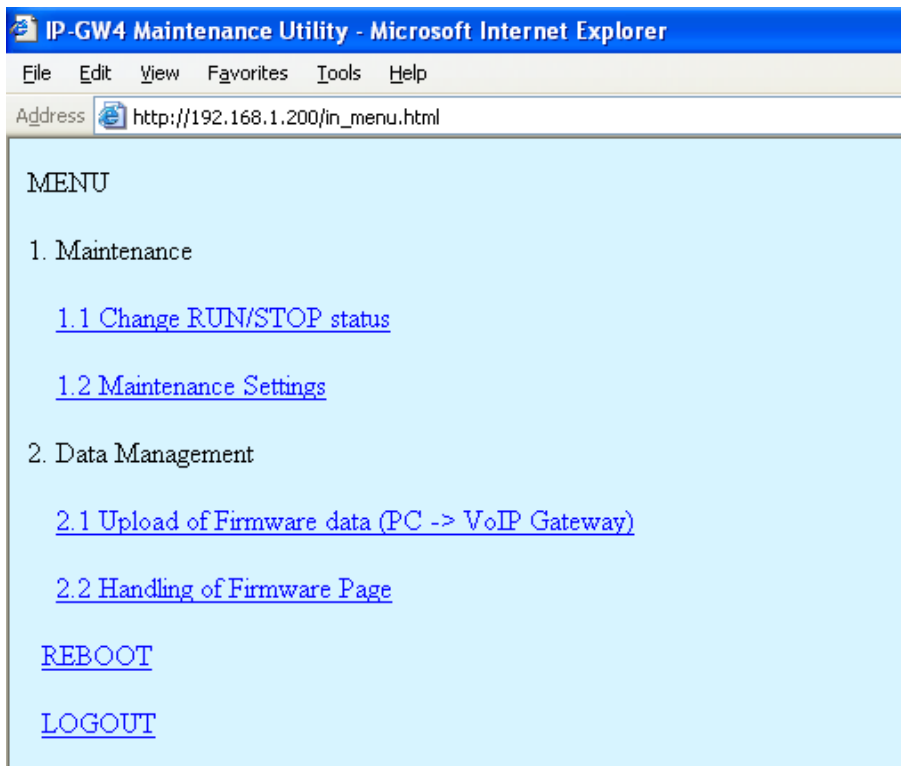 IP-GW4 Maintenance Utility - Microsoft Internet Explorer
File Edit View Favorites Tools Help
Address http://192.168.1.200/in_menu.html
MENU
1. Maintenance
1.1 Change RUN/STOP status
1.2 Maintenance Settings
2. Data Management
2.1 Upload of Firmware data (PC -> VoIP Gateway)
2.2 Handling of Firmware Page
REBOOT
LOGOUT